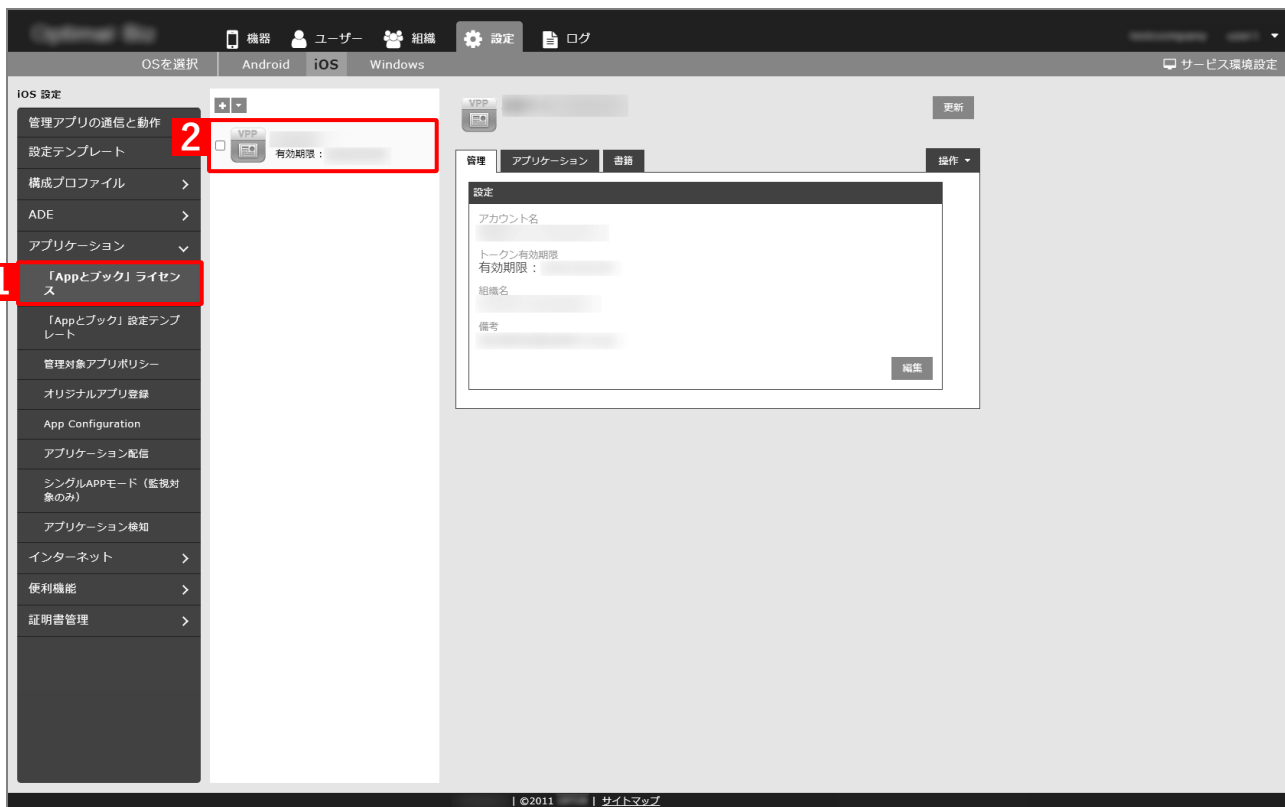 機器 ユーザー 組織 設定 ログ
OSを選択 Android iOS Windows サービス環境設定
iOS 設定
管理アプリの通信と動作
設定テンプレート
構成プロファイル
ADE
アプリケーション
「Appとブック」ライセン
ス
「Appとブック」設定テンプ
レート
管理対象アプリポリシー
オリジナルアプリ登録
App Configuration
アプリケーション配信
シングルAPPモード（監視対
象のみ）
アプリケーション検知
インターネット
便利機能
証明書管理
1
2
VPP
有効期限：
VPP
更新
管理 アプリケーション 書籍 操作
設定
アカウント名
トークン有効期限
有効期限：
組織名
備考
編集
| ©2011 | サイトマップ